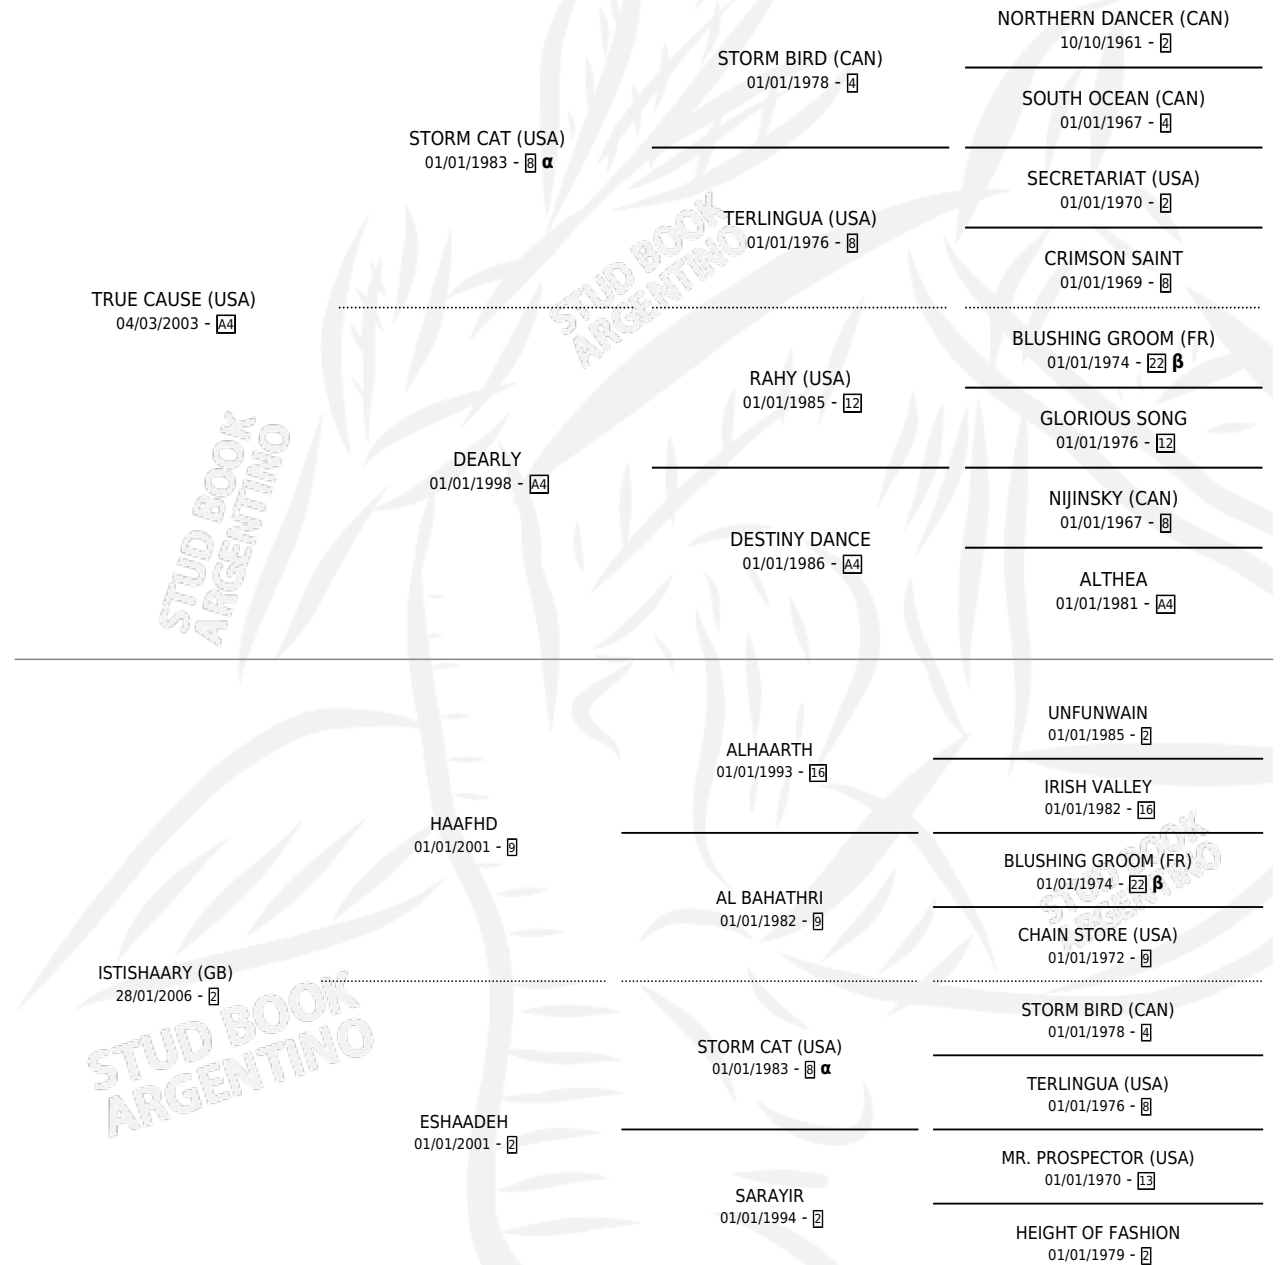 NORTHERN DANCER (CAN)
10/10/1961 - 2
STORM BIRD (CAN)
01/01/1978 - 4
SOUTH OCEAN (CAN)
01/01/1967 - 4
STORM CAT (USA)
01/01/1983 - 8 α
SECRETARIAT (USA)
01/01/1970 - 2
TERLINGUA (USA)
01/01/1976 - 8
CRIMSON SAINT
01/01/1969 - 8
TRUE CAUSE (USA)
04/03/2003 - A4
BLUSHING GROOM (FR)
01/01/1974 - 22 β
RAHY (USA)
01/01/1985 - 12
GLORIOUS SONG
01/01/1976 - 12
DEARLY
01/01/1998 - A4
NIJINSKY (CAN)
01/01/1967 - 8
DESTINY DANCE
01/01/1986 - A4
ALTHEA
01/01/1981 - A4
UNFUNWAIN
01/01/1985 - 2
ALHAARTH
01/01/1993 - 16
IRISH VALLEY
01/01/1982 - 16
HAAFHD
01/01/2001 - 9
BLUSHING GROOM (FR)
01/01/1974 - 22 β
AL BAHATHRI
01/01/1982 - 9
CHAIN STORE (USA)
01/01/1972 - 9
ISTISHAARY (GB)
28/01/2006 - 2
STORM BIRD (CAN)
01/01/1978 - 4
STORM CAT (USA)
01/01/1983 - 8 α
TERLINGUA (USA)
01/01/1976 - 8
ESHAADEH
01/01/2001 - 2
MR. PROSPECTOR (USA)
01/01/1970 - 13
SARAYIR
01/01/1994 - 2
HEIGHT OF FASHION
01/01/1979 - 2
STUD BOOK
ARGENTINO
STUD BOOK
ARGENTINO
STUD BOOK
ARGENTINO
STUD BOOK
ARGENTINO